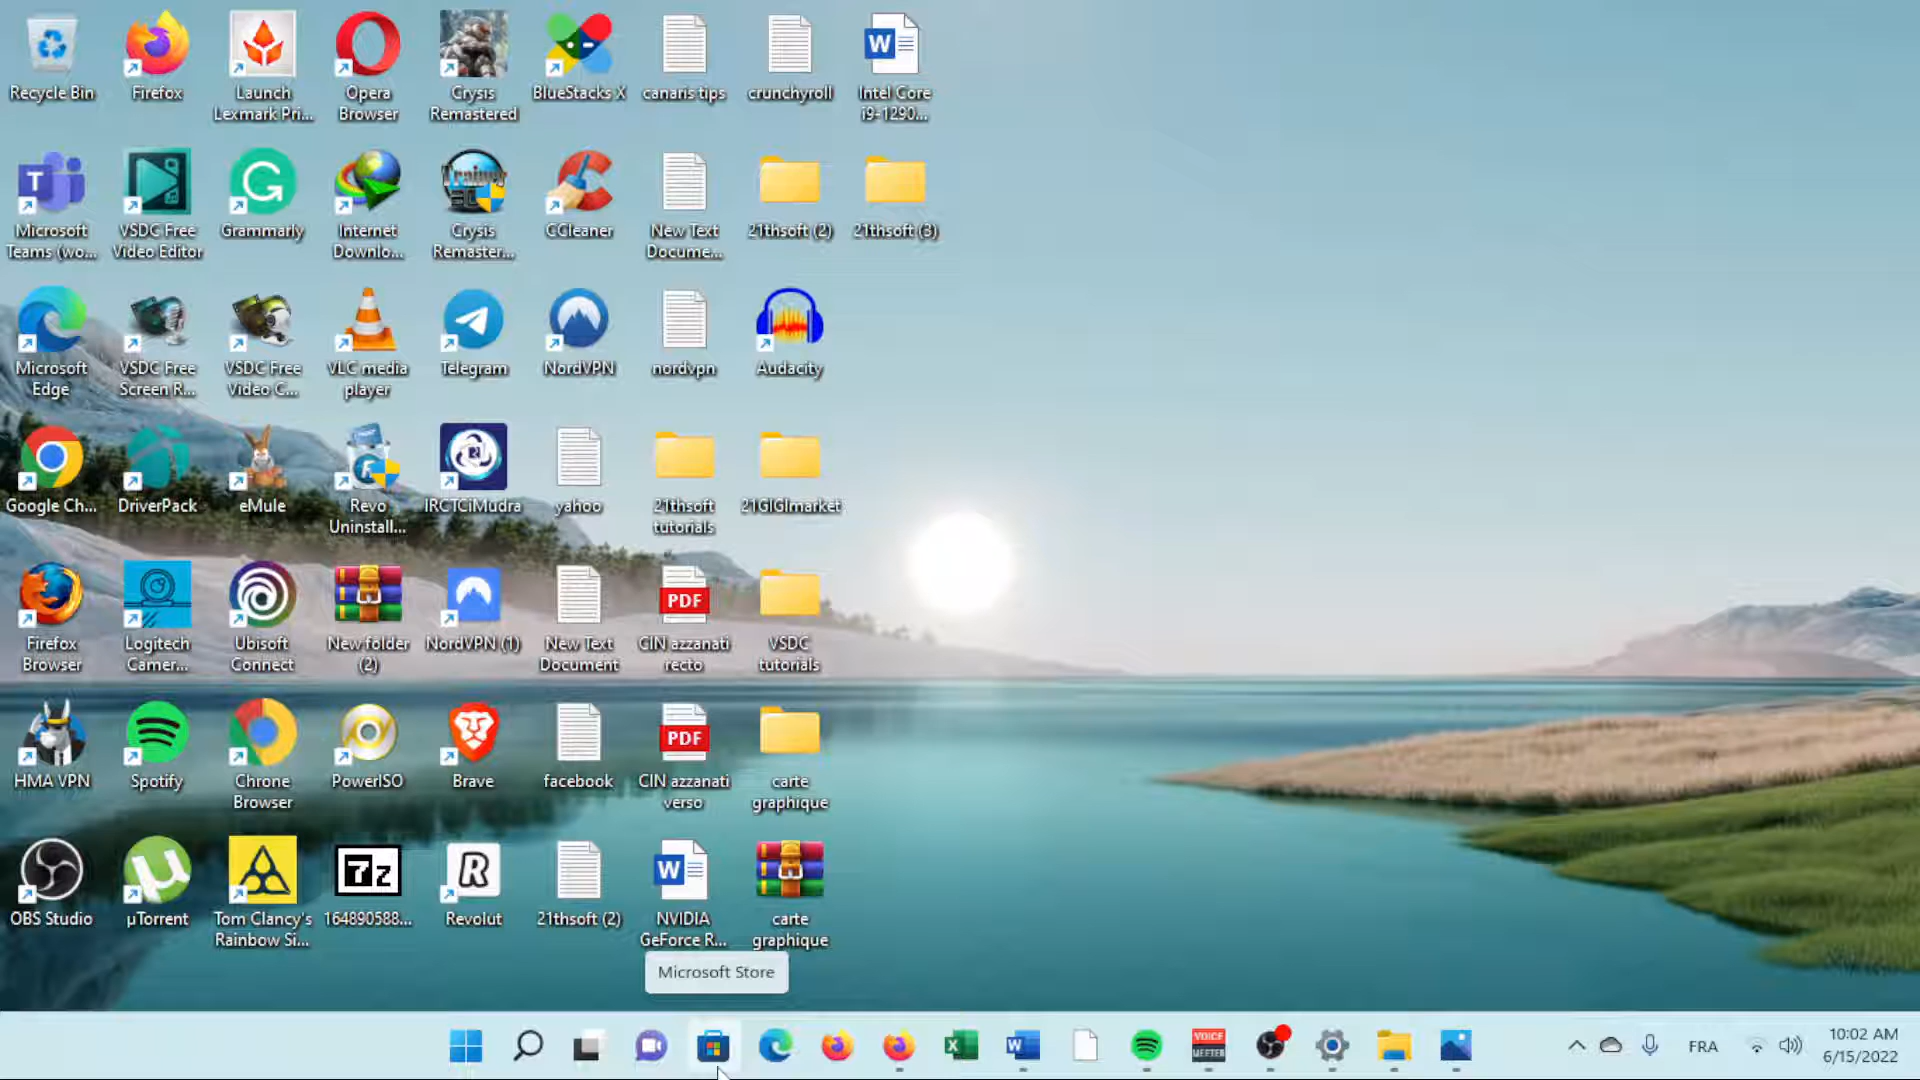 Recycle Bin
Firefox
Launch
Lexmark Pri...
Opera
Browser
Crysis
Remastered
BlueStacks X
canaris tips
crunchyroll
Intel Core
i9-1290...
Microsoft
Teams (wo...
VSDC Free
Video Editor
Grammarly
Internet
Downlo...
Crysis
Remaster...
CCleaner
New Text
Docume...
21thsoft (2)
21thsoft (3)
Microsoft
Edge
VSDC Free
Screen R...
VSDC Free
Video C...
VLC media
player
Telegram
NordVPN
nordvpn
Audacity
Google Ch...
DriverPack
eMule
Revo
Uninstall...
IRCTCiMudra
yahoo
21thsoft
tutorials
21GIGImarket
Firefox
Browser
Logitech
Camer...
Ubisoft
Connect
New folder
(2)
NordVPN (1)
New Text
Document
PDF
CIN azzanati
recto
VSDC
tutorials
HMA VPN
Spotify
Chrome
Browser
PowerISO
Brave
facebook
PDF
CIN azzanati
verso
carte
graphique
OBS Studio
µTorrent
Tom Clancy's
Rainbow Si...
7z
164890588...
Revolut
21thsoft (2)
NVIDIA
GeForce R...
carte
graphique
Microsoft Store
VOICE
MEETER
FRA
10:02 AM
6/15/2022